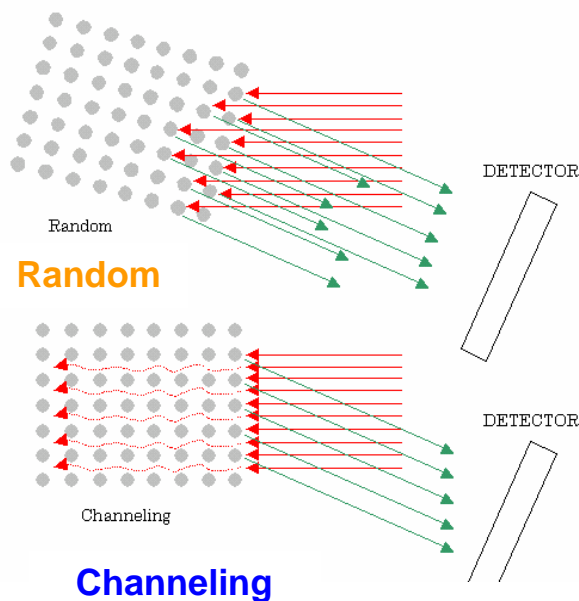 DETECTOR
Random
Random
DETECTOR
Channeling
Channeling